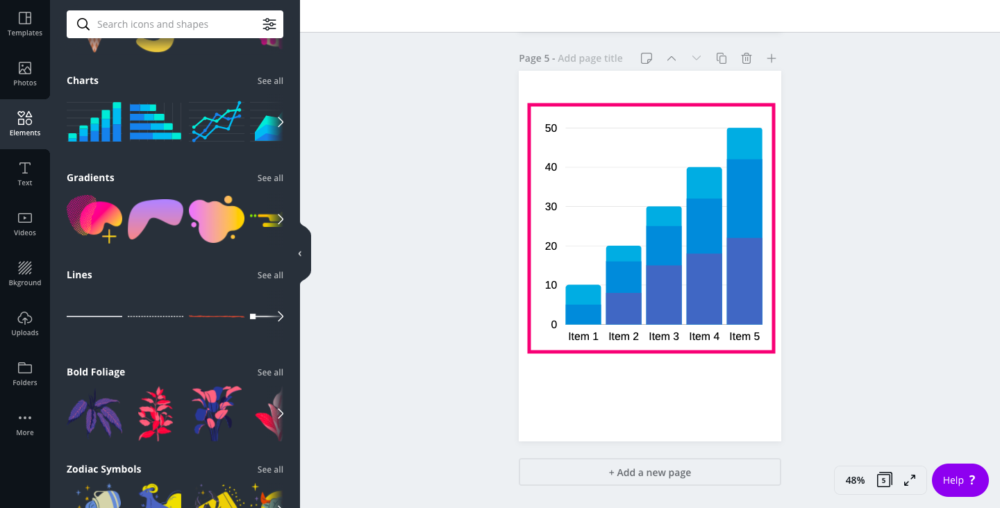 Templates
Photos
Elements
Text
Videos
Bkground
Uploads
Folders
More
Search icons and shapes
Charts See all
Gradients See all
Lines See all
Bold Foliage See all
Zodiac Symbols See all
Page 5 - Add page title
50
40
30
20
10
0
Item 1 Item 2 Item 3 Item 4 Item 5
+ Add a new page
48% 5 Help ?